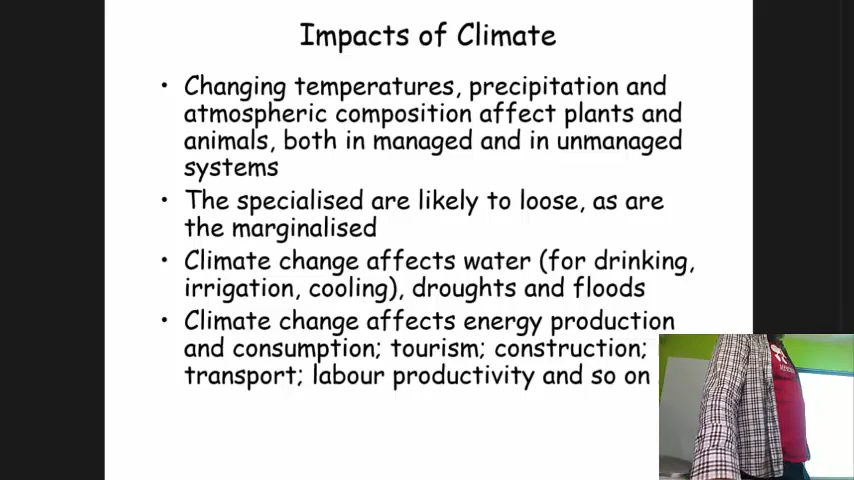 Impacts of Climate
• Changing temperatures, precipitation and
atmospheric composition affect plants and
animals, both in managed and in unmanaged
systems
• The specialised are likely to loose, as are
the marginalised
• Climate change affects water (for drinking,
irrigation, cooling), droughts and floods
• Climate change affects energy production
and consumption; tourism; construction;
transport; labour productivity and so on